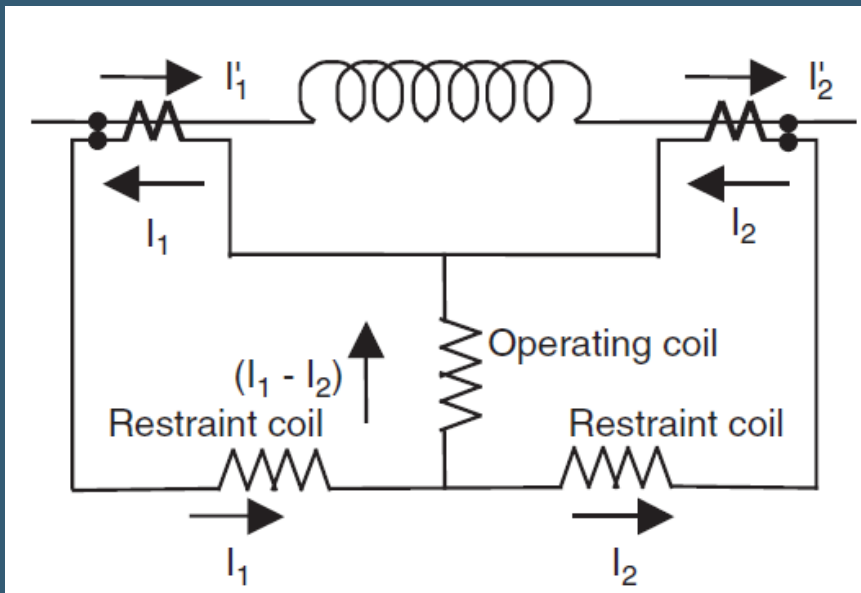 I'₁ I'₂
I₁ I₂
Operating coil
(I₁ - I₂)
Restraint coil Restraint coil
I₁ I₂